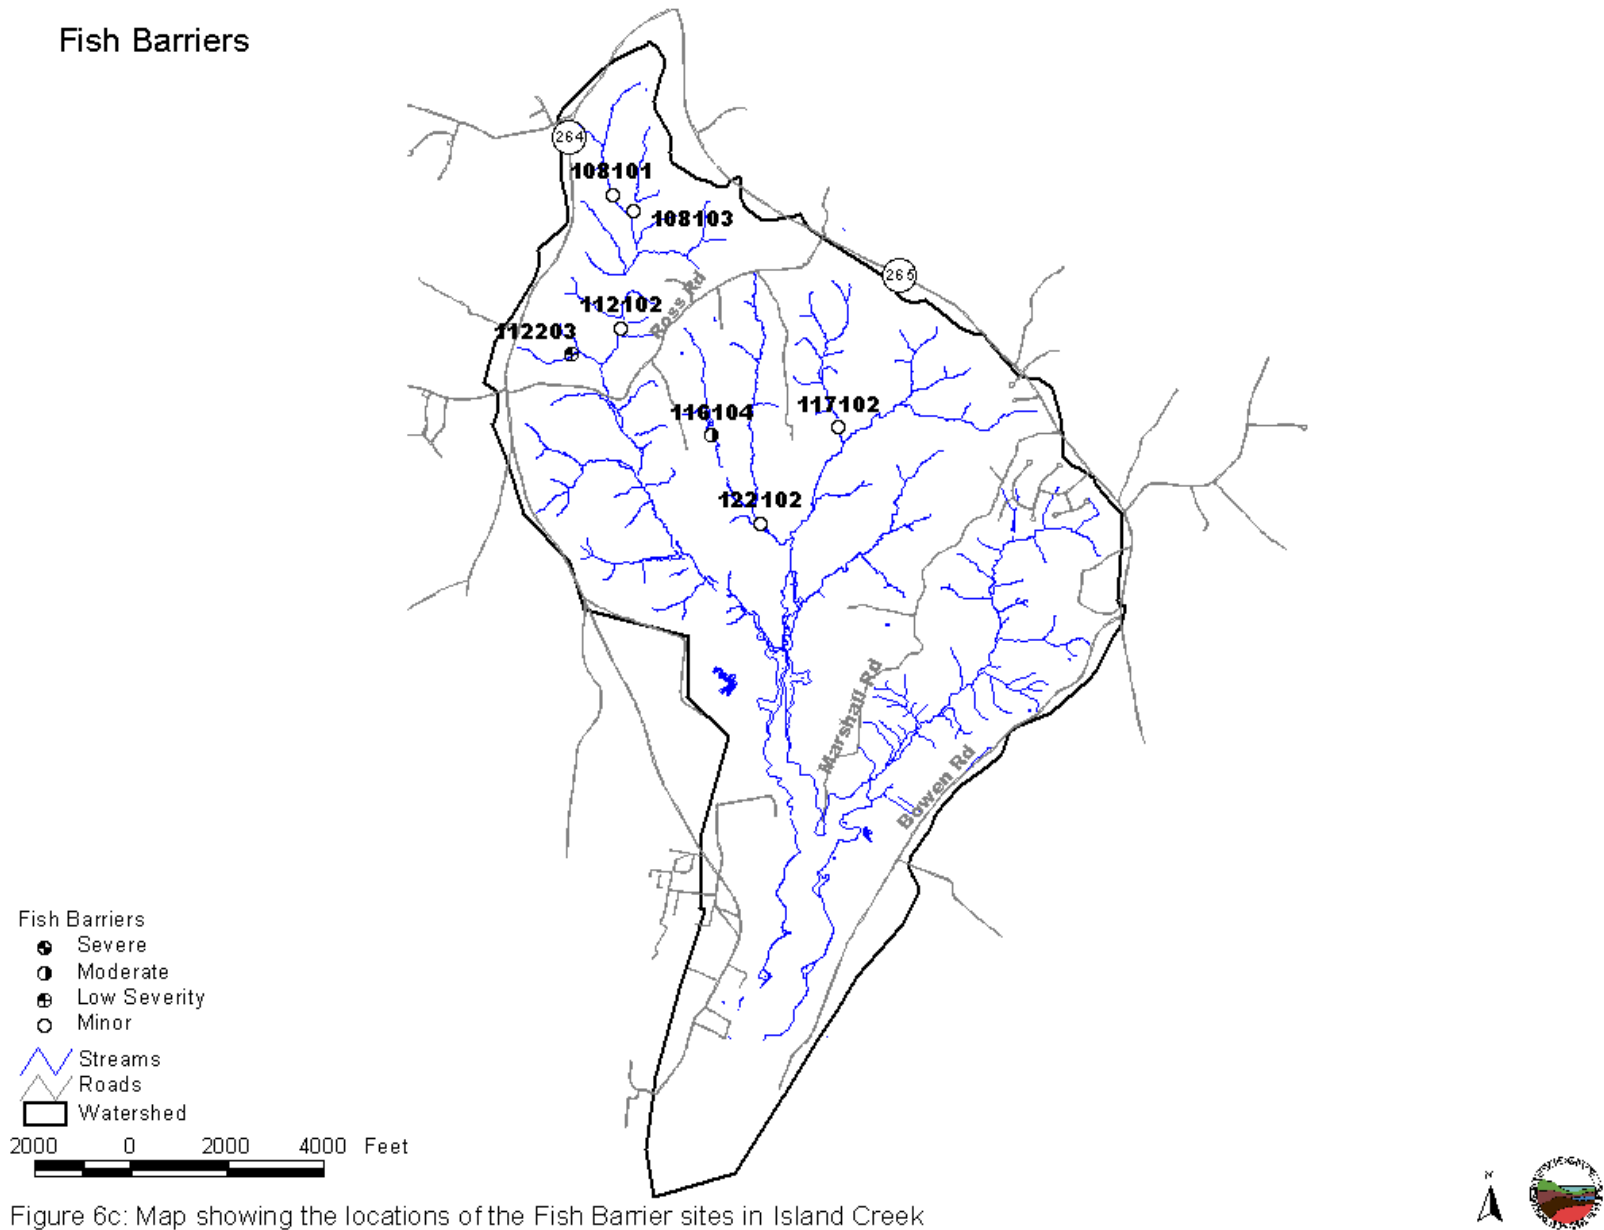 Fish Barriers
264
108101
108103
265
Ross Rd
112102
112203
116104
117102
122102
Marshall Rd
Bowen Rd
Fish Barriers
Severe
Moderate
Low Severity
Minor
Streams
Roads
Watershed
2000 0 2000 4000 Feet
N
Figure 6c: Map showing the locations of the Fish Barrier sites in Island Creek